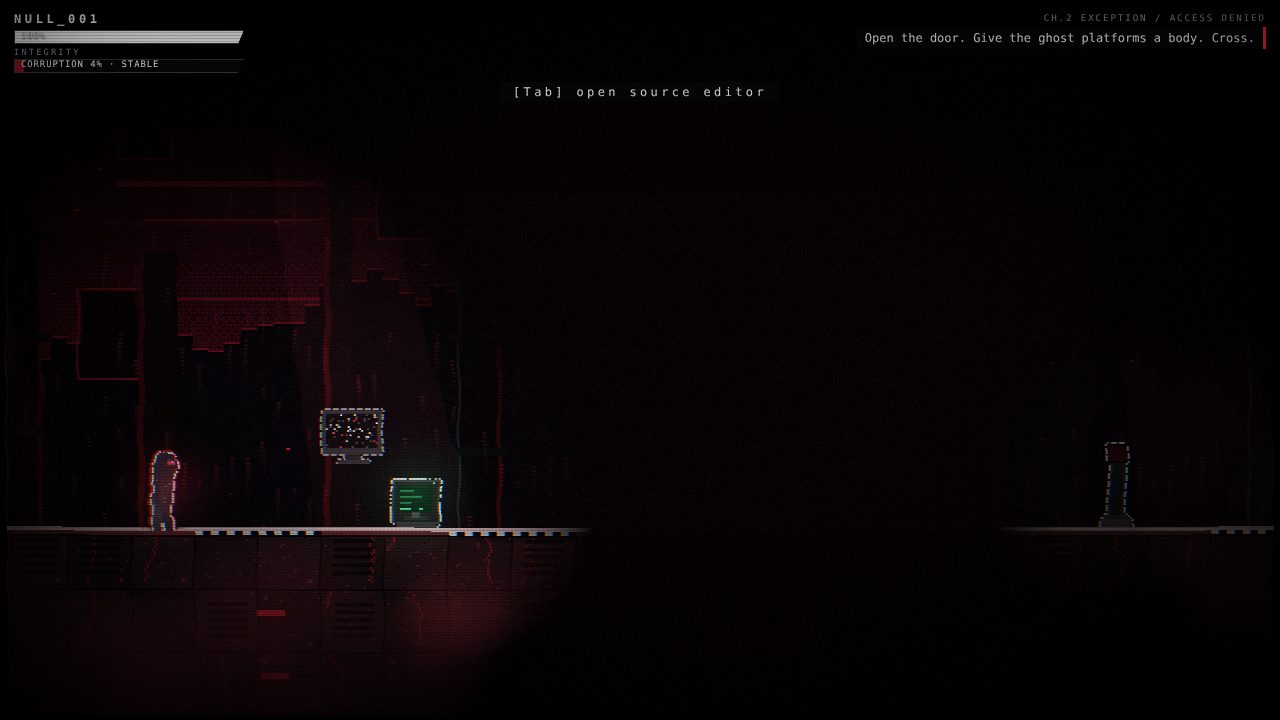 NULL_001
100%
INTEGRITY
CORRUPTION 4% · STABLE
CH.2 EXCEPTION / ACCESS DENIED
Open the door. Give the ghost platforms a body. Cross.
[Tab] open source editor